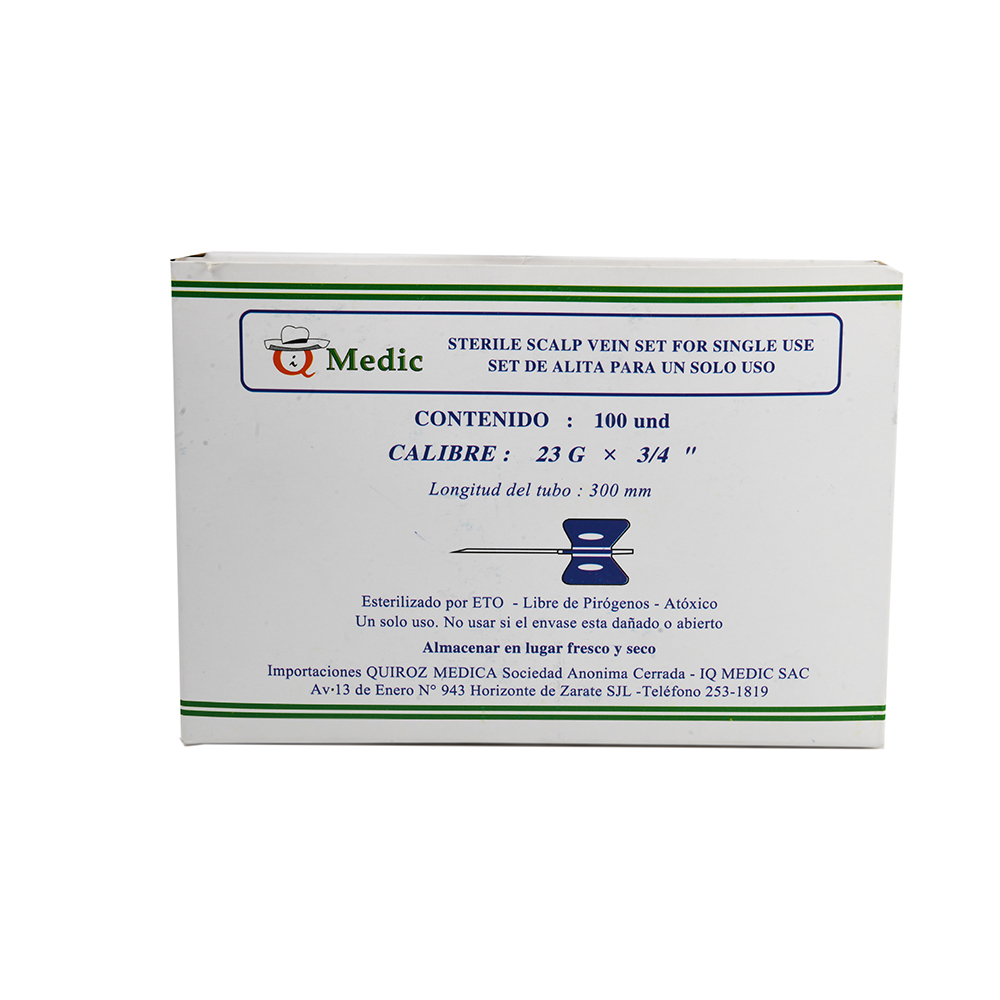 Q Medic
STERILE SCALP VEIN SET FOR SINGLE USE
SET DE ALITA PARA UN SOLO USO
CONTENIDO : 100 und
CALIBRE : 23 G × 3/4 "
Longitud del tubo : 300 mm
Esterilizado por ETO - Libre de Pirógenos - Atóxico
Un solo uso. No usar si el envase esta dañado o abierto
Almacenar en lugar fresco y seco
Importaciones QUIROZ MEDICA Sociedad Anonima Cerrada - IQ MEDIC SAC
Av·13 de Enero N° 943 Horizonte de Zarate SJL -Teléfono 253-1819